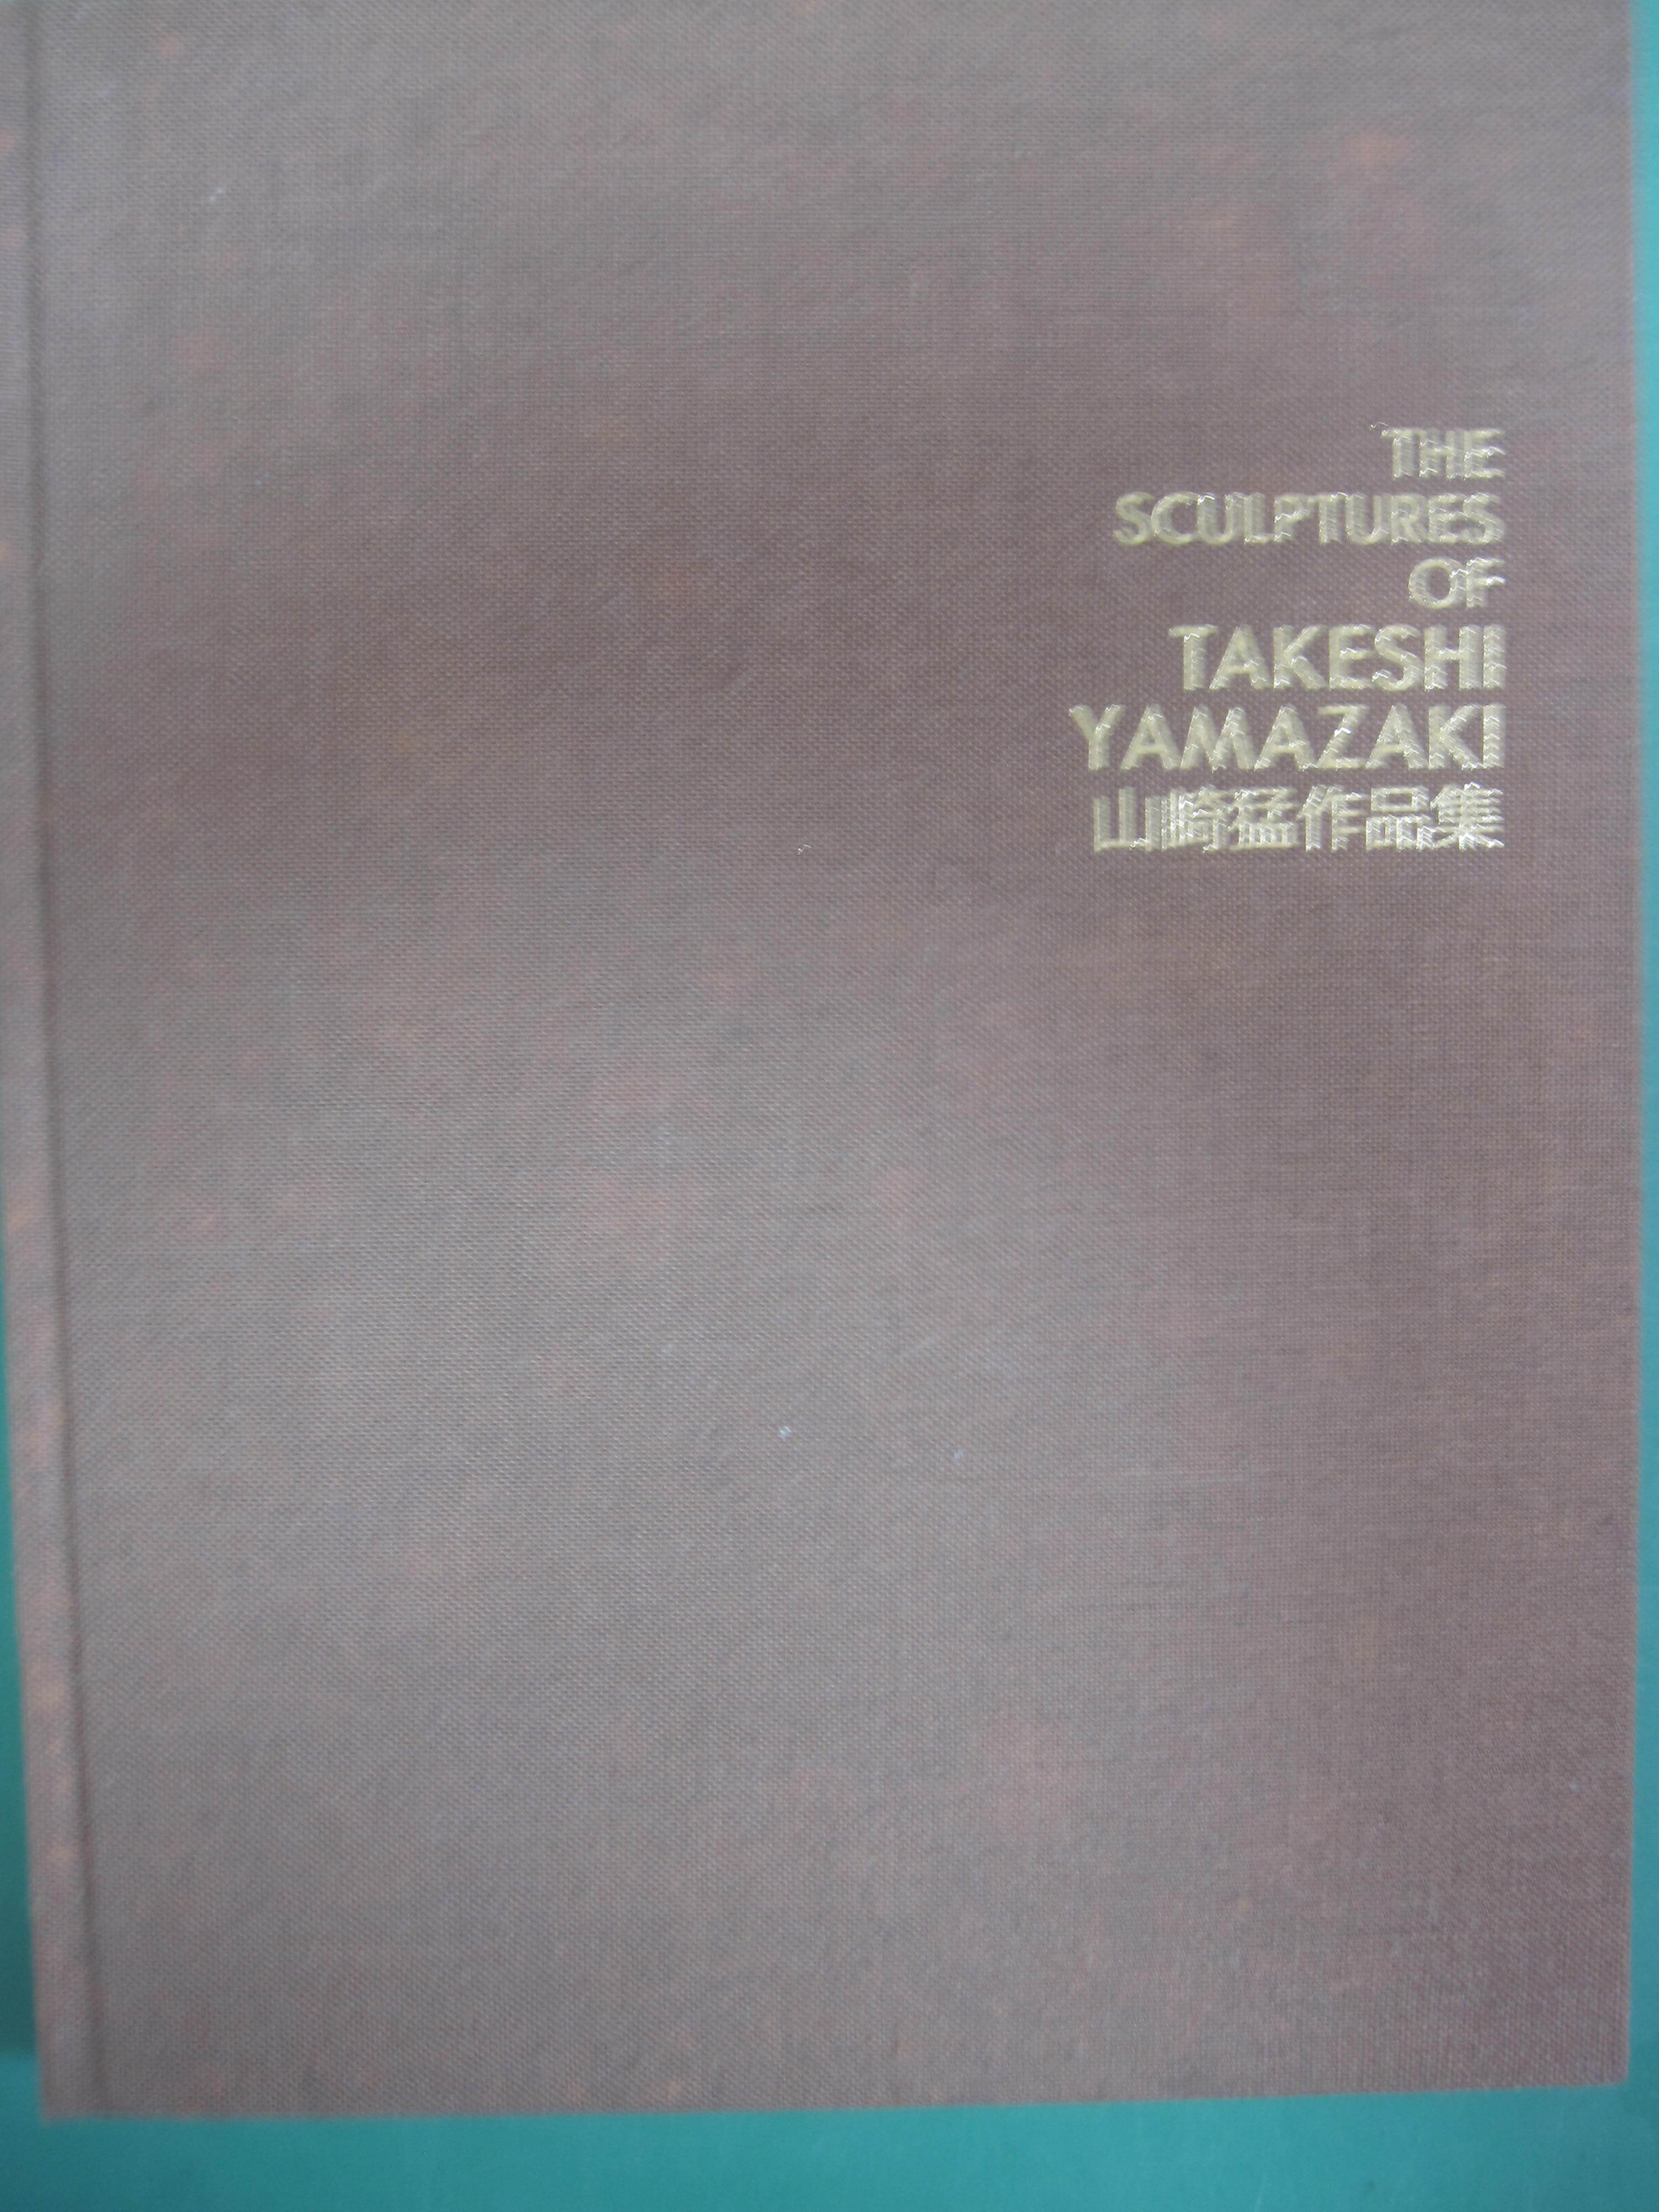 THE
SCULPTURES
OF
TAKESHI
YAMAZAKI
山崎猛作品集